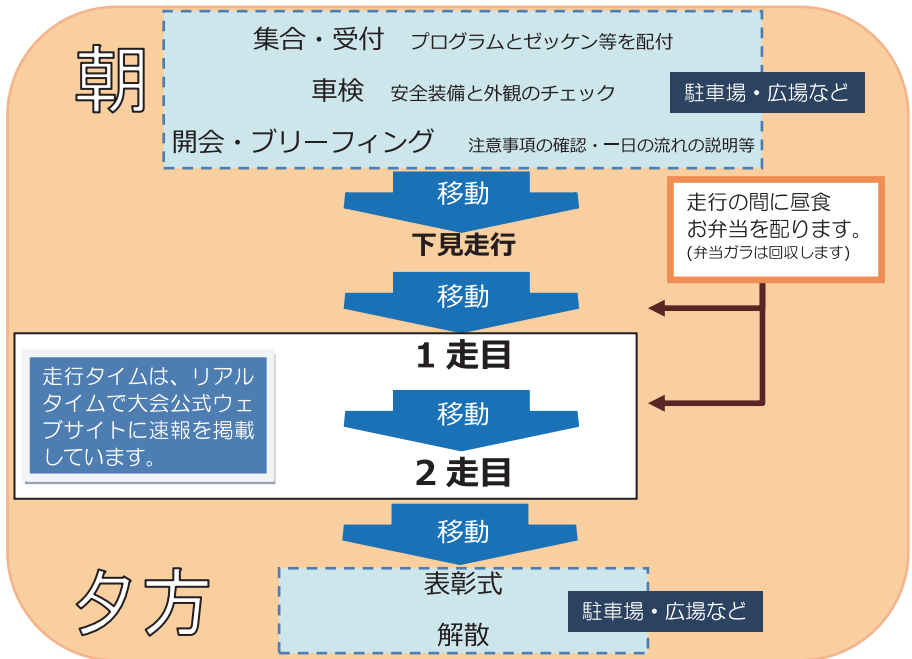 朝
集合・受付 プログラムとゼッケン等を配付
車検 安全装備と外観のチェック
駐車場・広場など
開会・ブリーフィング 注意事項の確認・一日の流れの説明等
移動
下見走行
走行の間に昼食
お弁当を配ります。
(弁当ガラは回収します)
移動
1 走目
走行タイムは、リアル
タイムで大会公式ウェ
ブサイトに速報を掲載
しています。
移動
2 走目
移動
夕方
表彰式
解散
駐車場・広場など